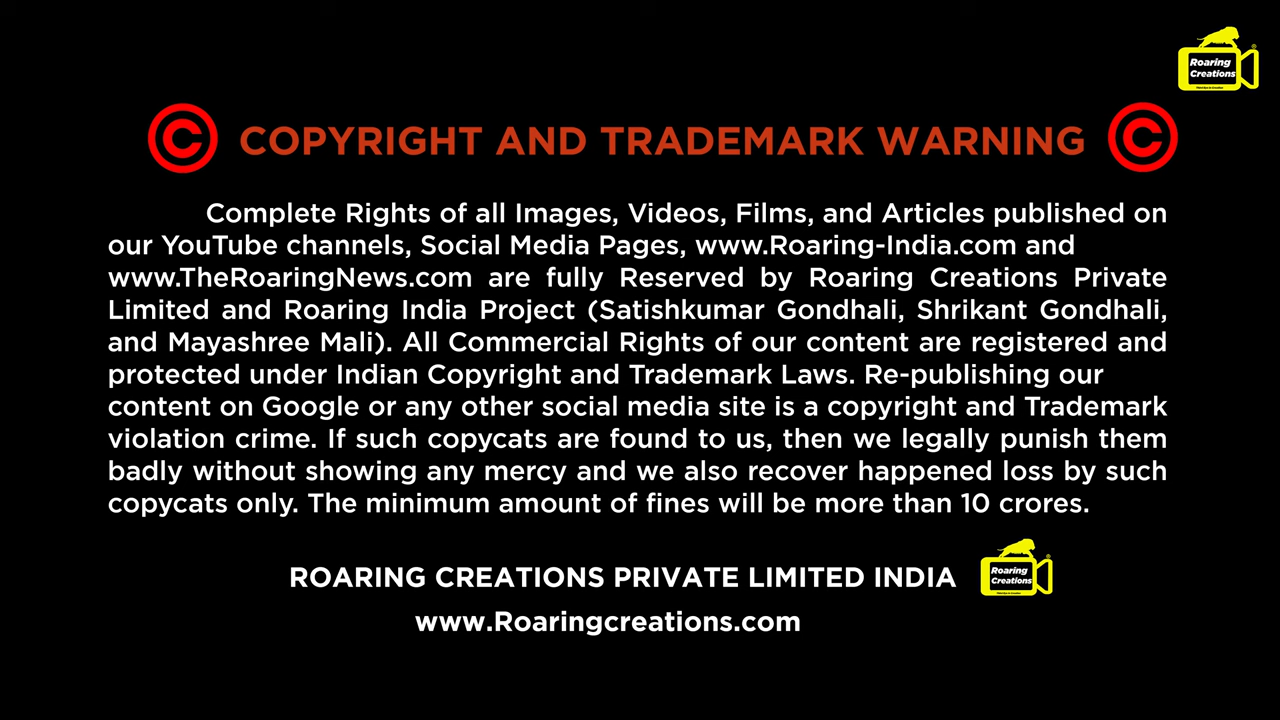 Roaring
Creations
© COPYRIGHT AND TRADEMARK WARNING ©
Complete Rights of all Images, Videos, Films, and Articles published on
our YouTube channels, Social Media Pages, www.Roaring-India.com and
www.TheRoaringNews.com are fully Reserved by Roaring Creations Private
Limited and Roaring India Project (Satishkumar Gondhali, Shrikant Gondhali,
and Mayashree Mali). All Commercial Rights of our content are registered and
protected under Indian Copyright and Trademark Laws. Re-publishing our
content on Google or any other social media site is a copyright and Trademark
violation crime. If such copycats are found to us, then we legally punish them
badly without showing any mercy and we also recover happened loss by such
copycats only. The minimum amount of fines will be more than 10 crores.
ROARING CREATIONS PRIVATE LIMITED INDIA
Roaring
Creations
www.Roaringcreations.com